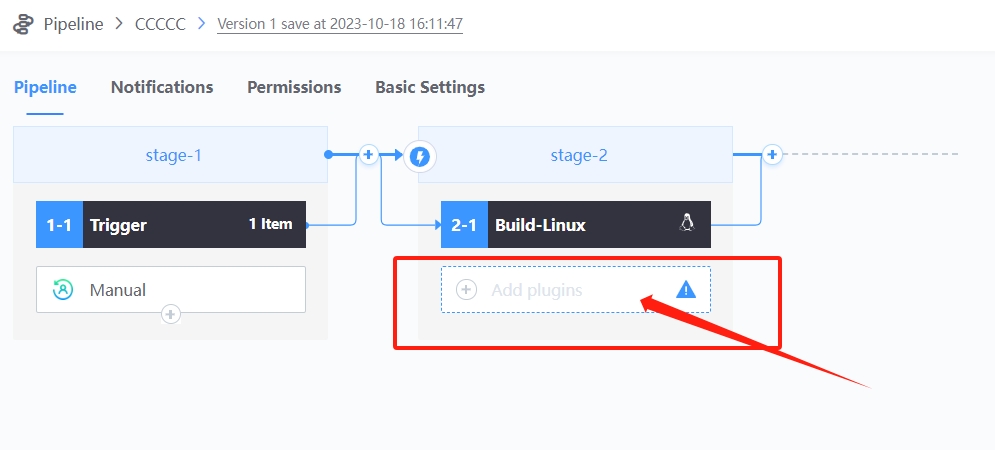 Pipeline CCCCC Version 1 save at 2023-10-18 16:11:47
Pipeline Notifications Permissions Basic Settings
stage-1 stage-2
1-1 Trigger 1 Item 2-1 Build-Linux
Manual Add plugins